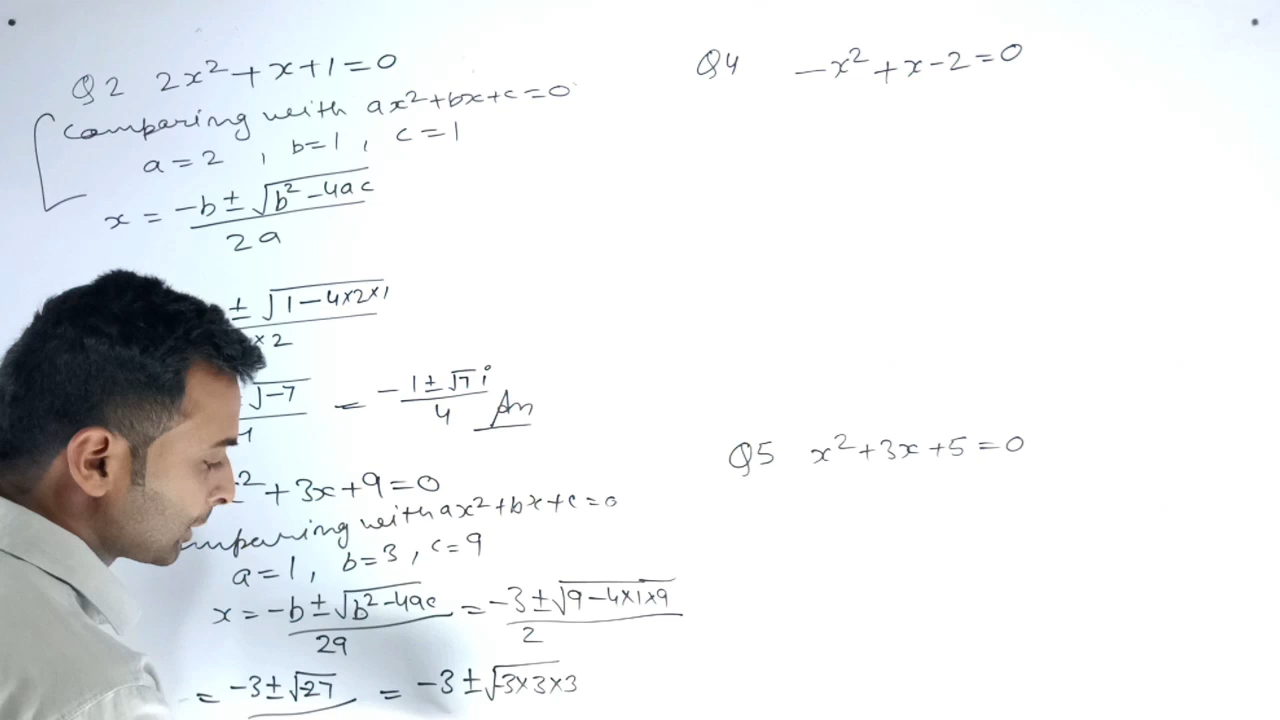 Q2 2x²+x+1=0
Comparing with ax²+bx+c=0
a=2, b=1, c=1
x = (-b ± √(b²-4ac)) / 2a
± √(1-4×2×1) / ×2
√-7 / = (-1±√7 i) / 4 An
² + 3x+9=0
mparing with ax²+bx+c=0
a=1, b=3, c=9
x = (-b ± √(b²-4ac)) / 2a = (-3 ± √(9-4×1×9)) / 2
= -3±√-27 = -3 ± √-3×3×3
Q4 -x²+x-2=0
Q5 x²+3x+5=0